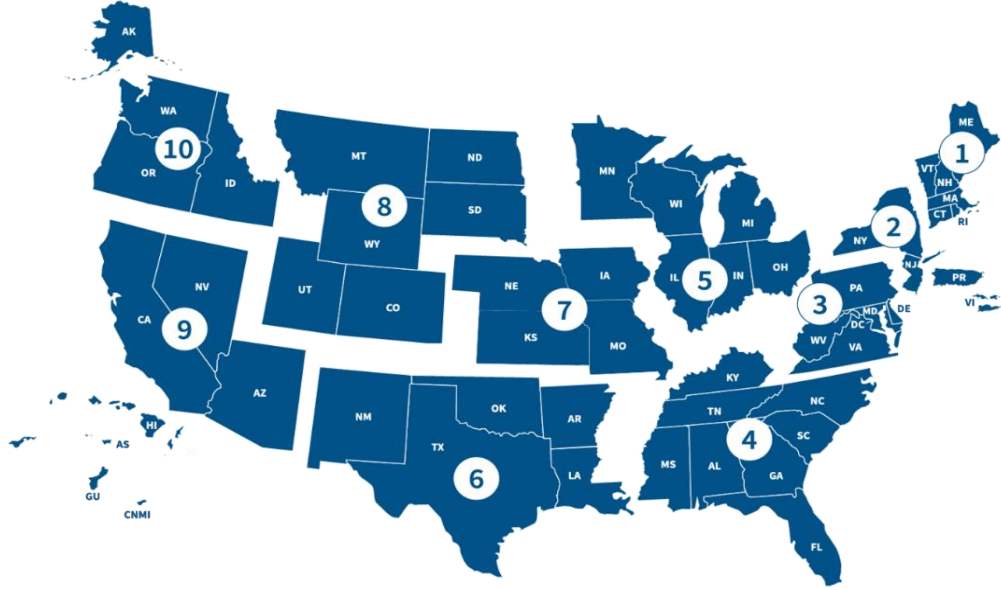 AK
WA
10
OR
ID
MT
ND
8
SD
WY
UT
CO
MN
WI
MI
IL
5
IN
OH
ME
1
VT
NH
MA
CT
RI
2
NY
NJ
PR
VI
PA
3
MD
DE
DC
WV
VA
NE
IA
7
KS
MO
NV
CA
9
AZ
HI
AS
GU
CNMI
NM
OK
TX
6
AR
LA
KY
TN
NC
4
SC
MS
AL
GA
FL